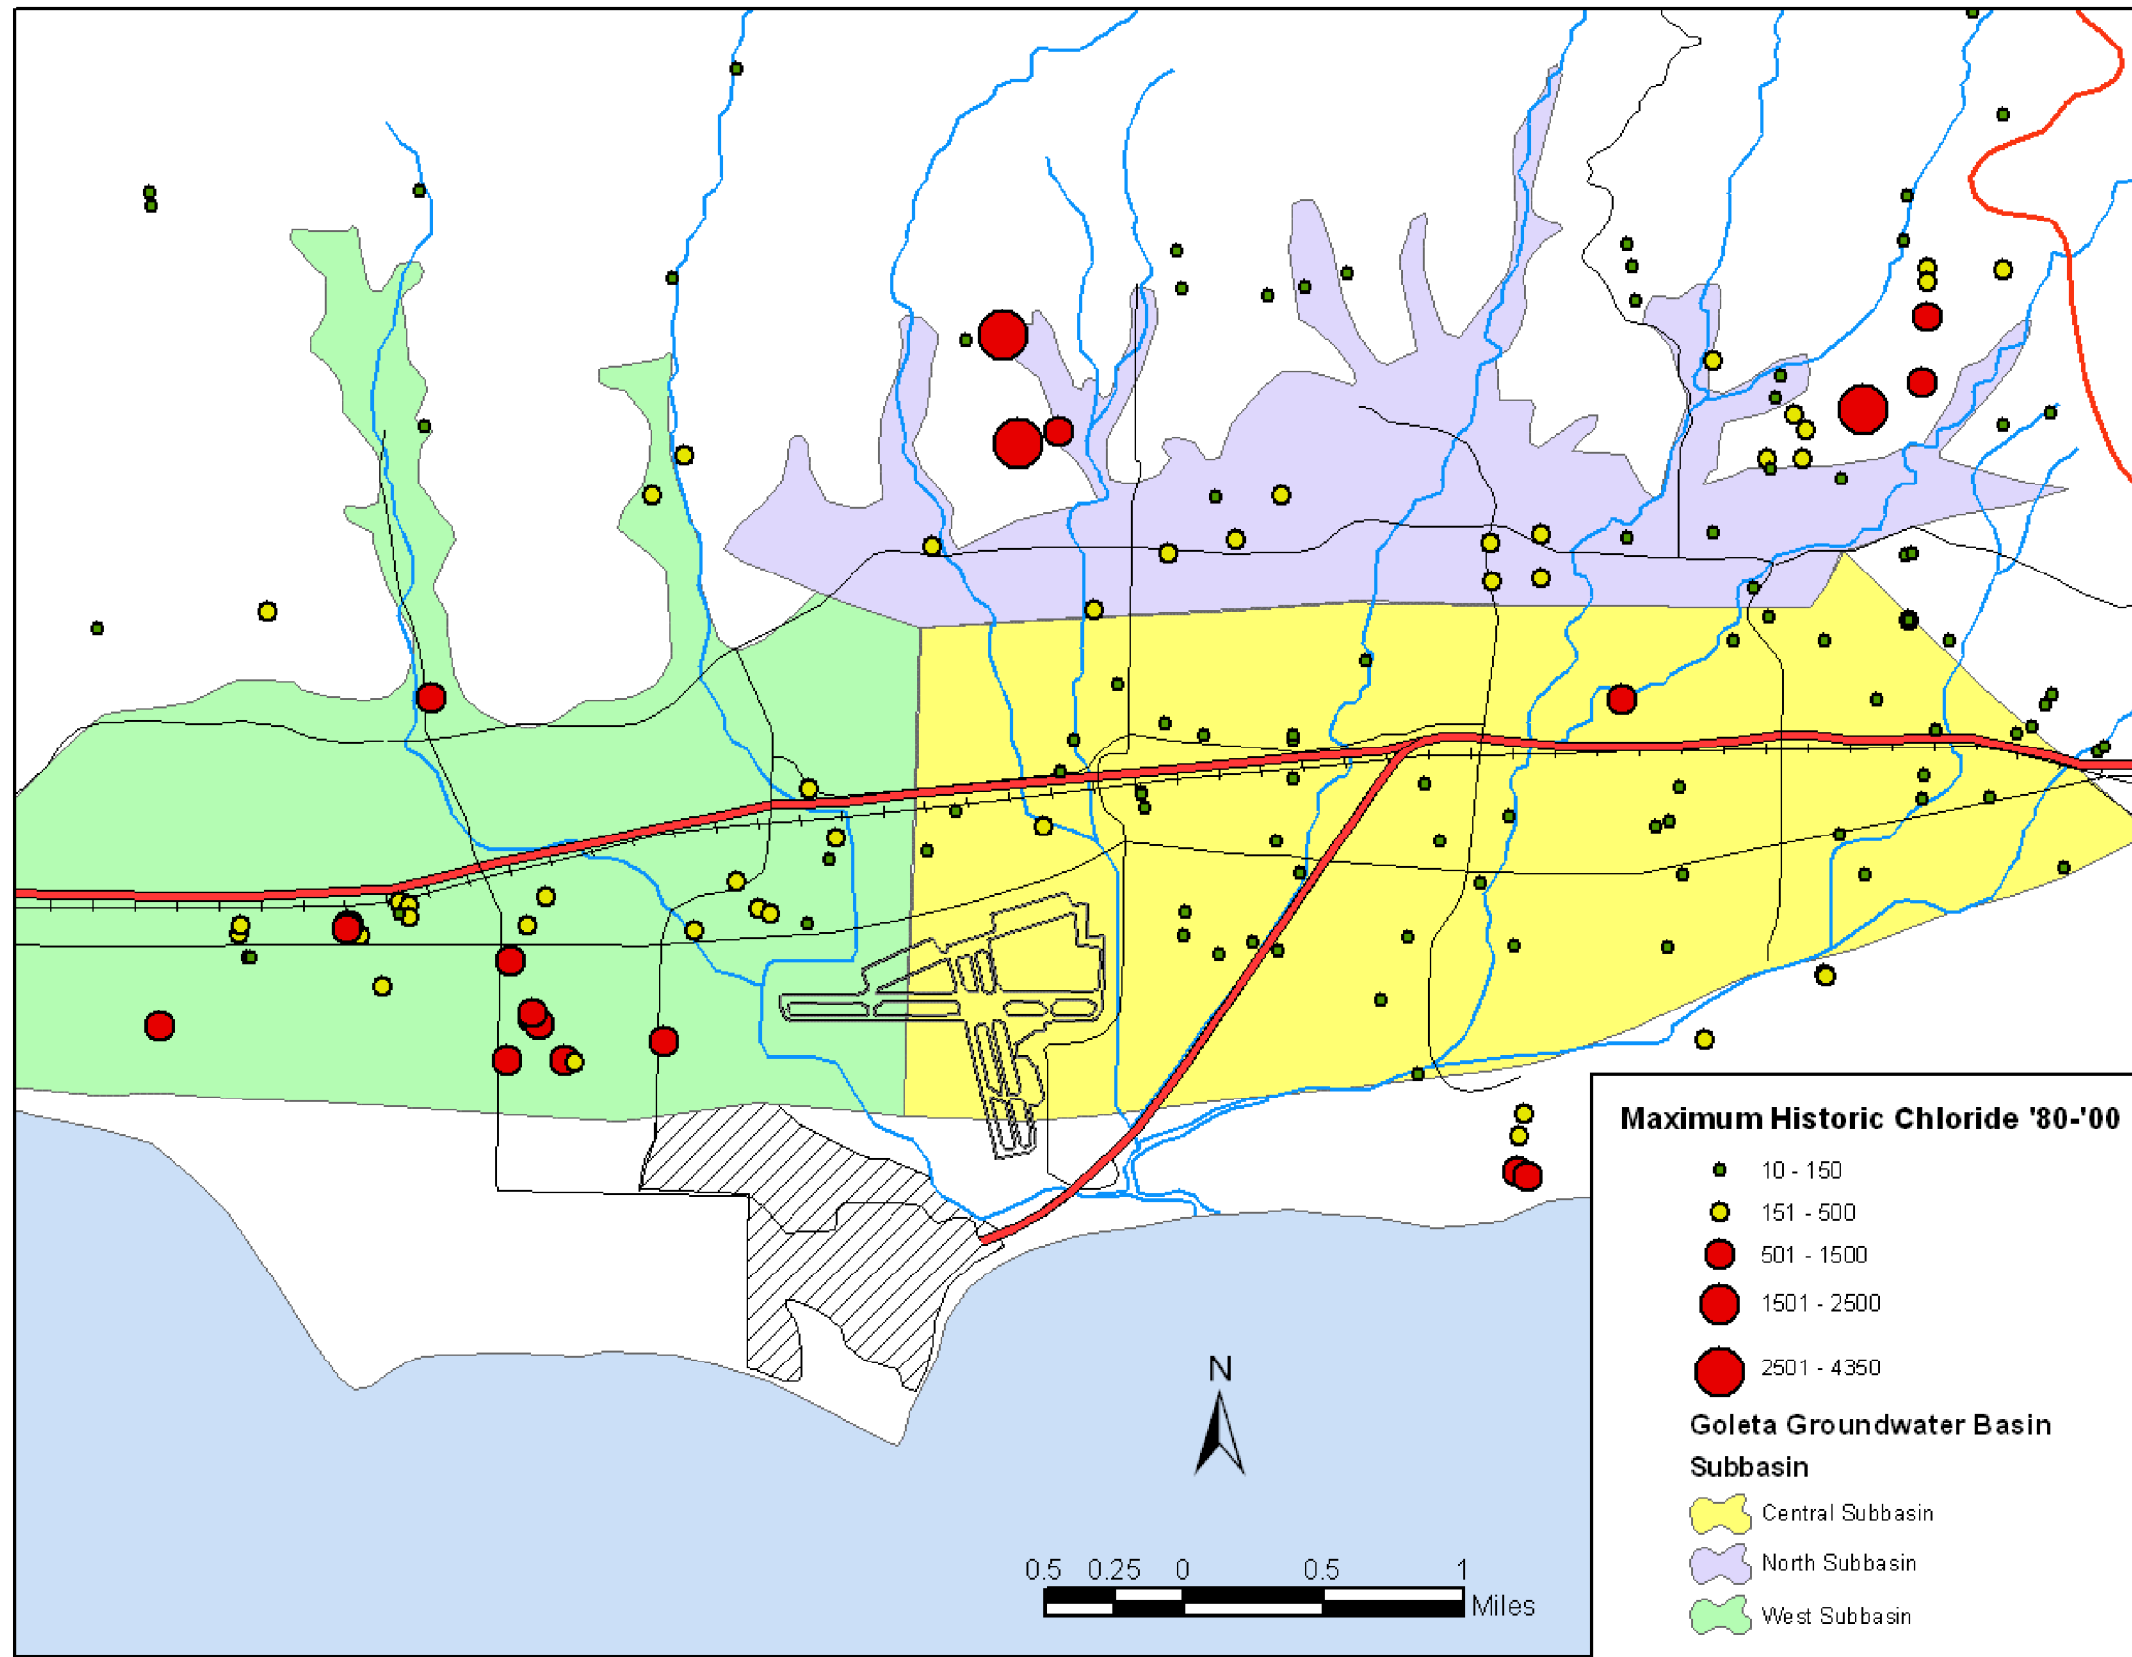 Maximum Historic Chloride '80-'00
10 - 150
151 - 500
501 - 1500
1501 - 2500
2501 - 4350
Goleta Groundwater Basin
Subbasin
Central Subbasin
North Subbasin
West Subbasin
N
0.5 0.25 0 0.5 1
Miles